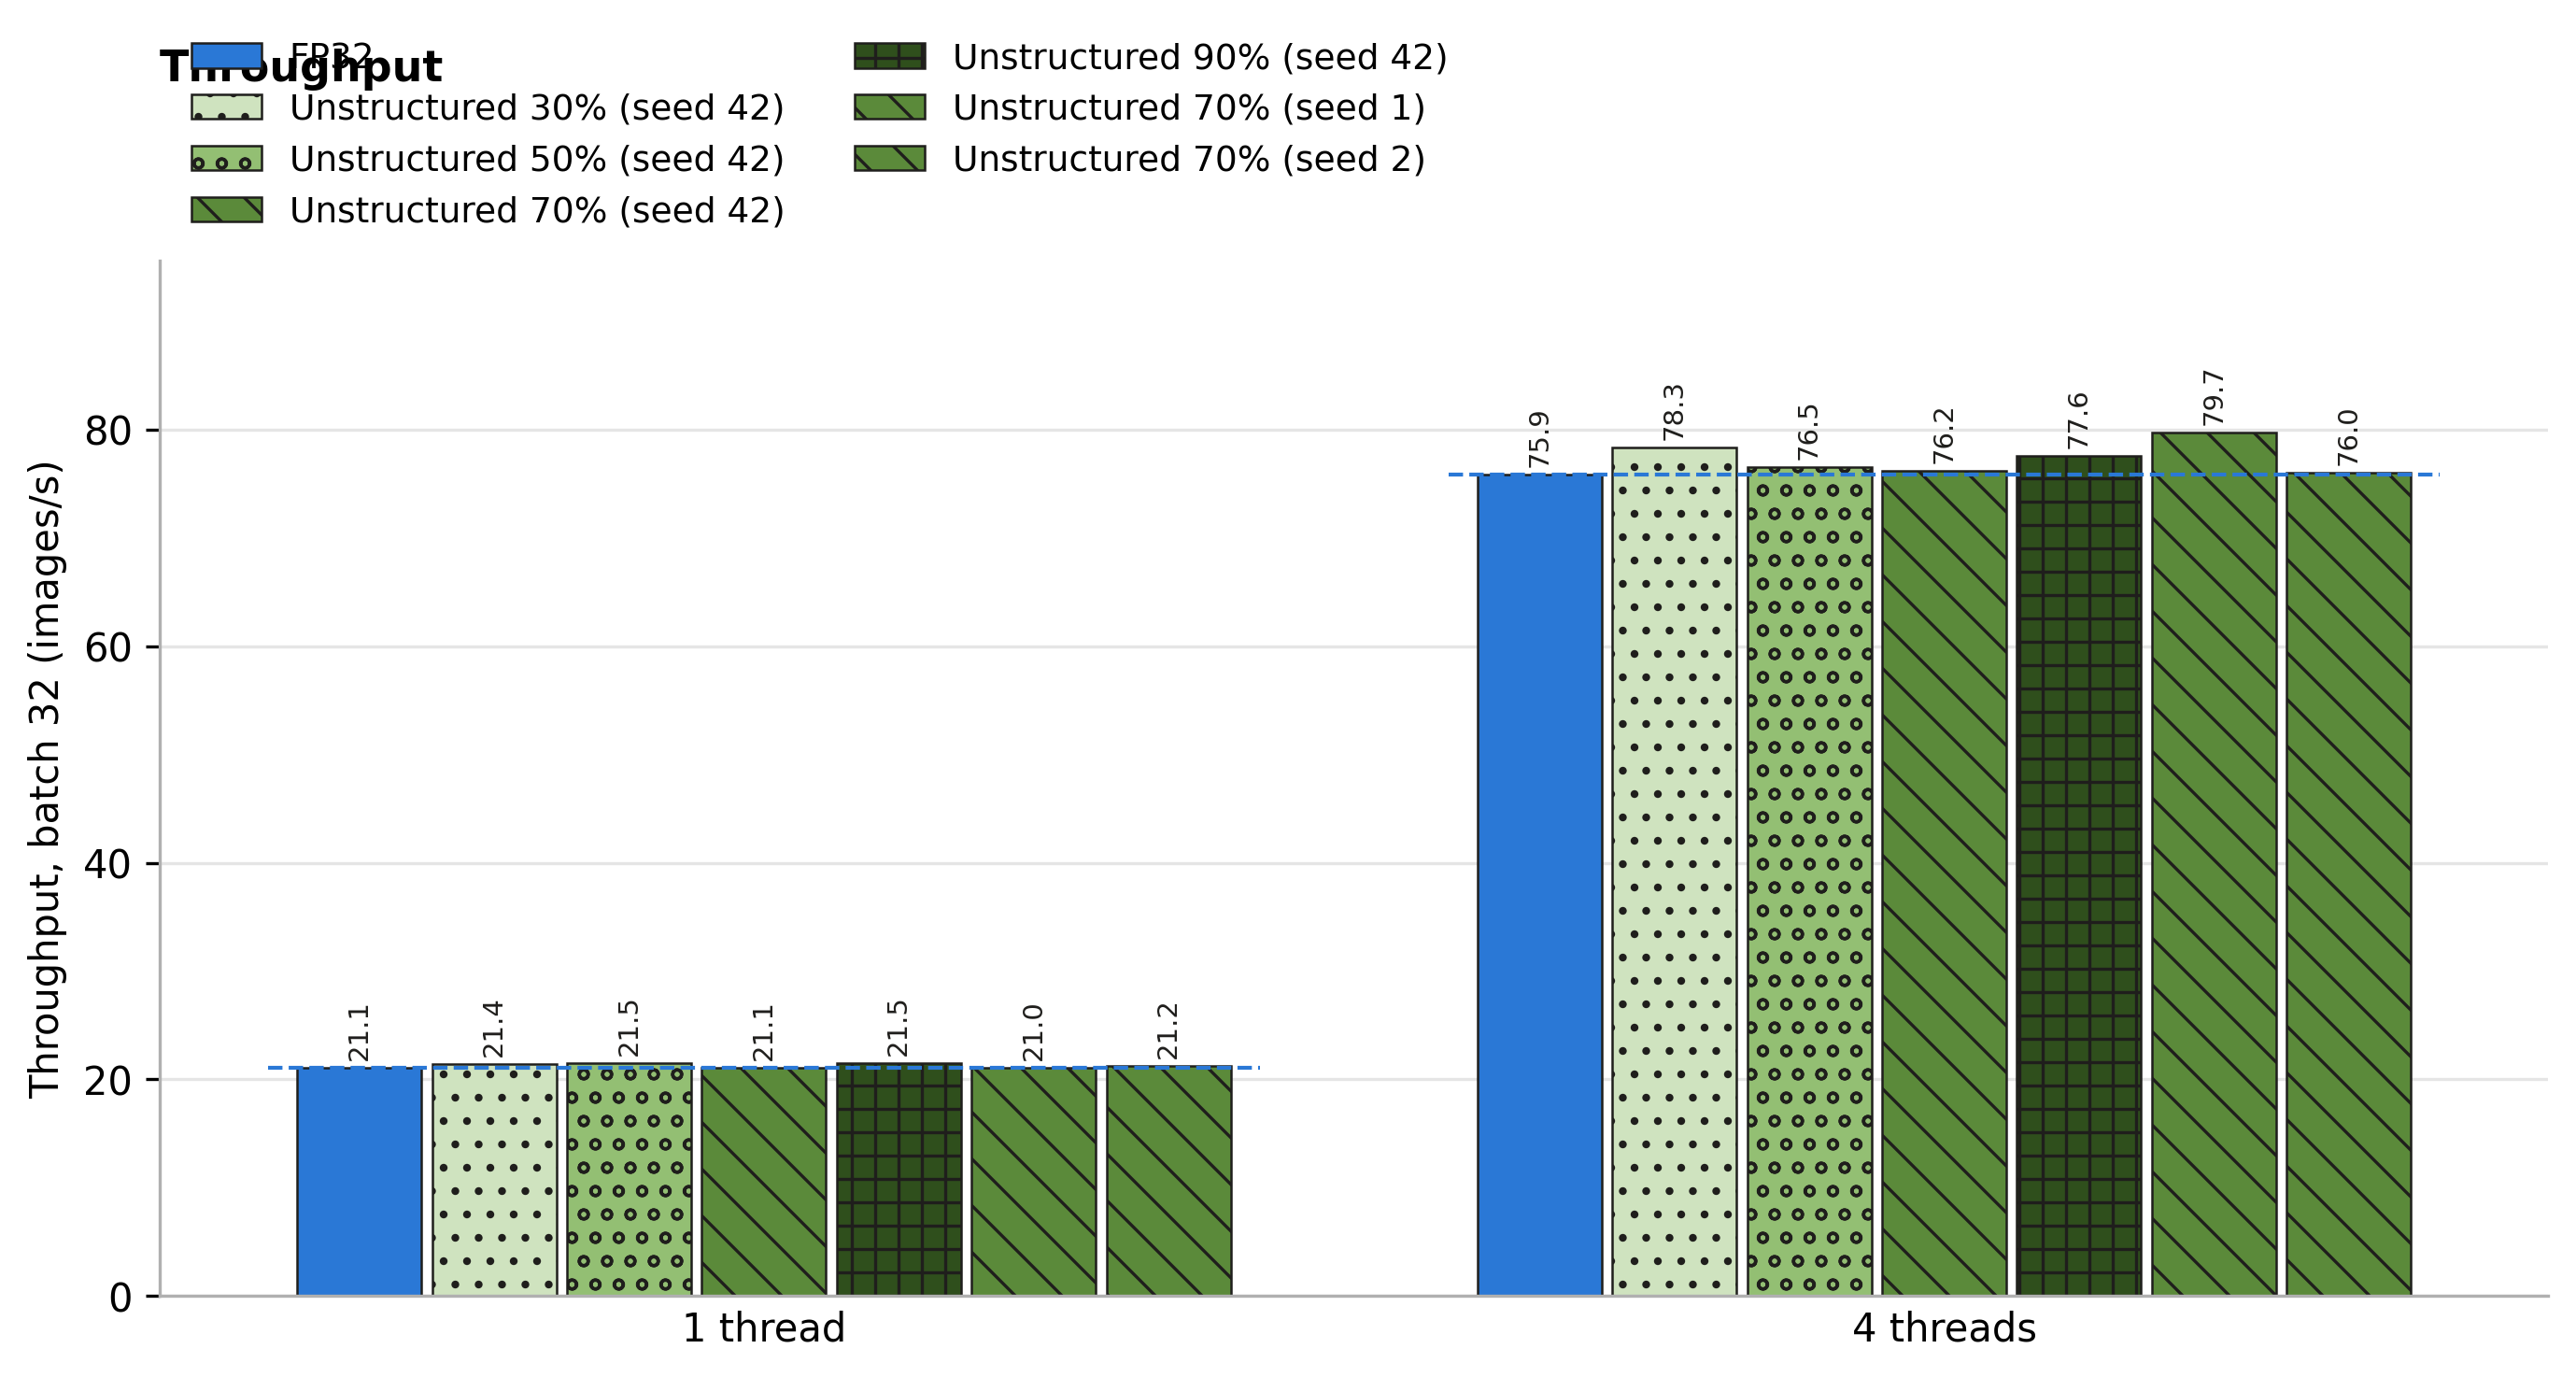 Throughput
FP32
Unstructured 30% (seed 42)
Unstructured 50% (seed 42)
Unstructured 70% (seed 42)
Unstructured 90% (seed 42)
Unstructured 70% (seed 1)
Unstructured 70% (seed 2)
Throughput, batch 32 (images/s)
80
60
40
20
0
21.1
21.4
21.5
21.1
21.5
21.0
21.2
75.9
78.3
76.5
76.2
77.6
79.7
76.0
1 thread
4 threads